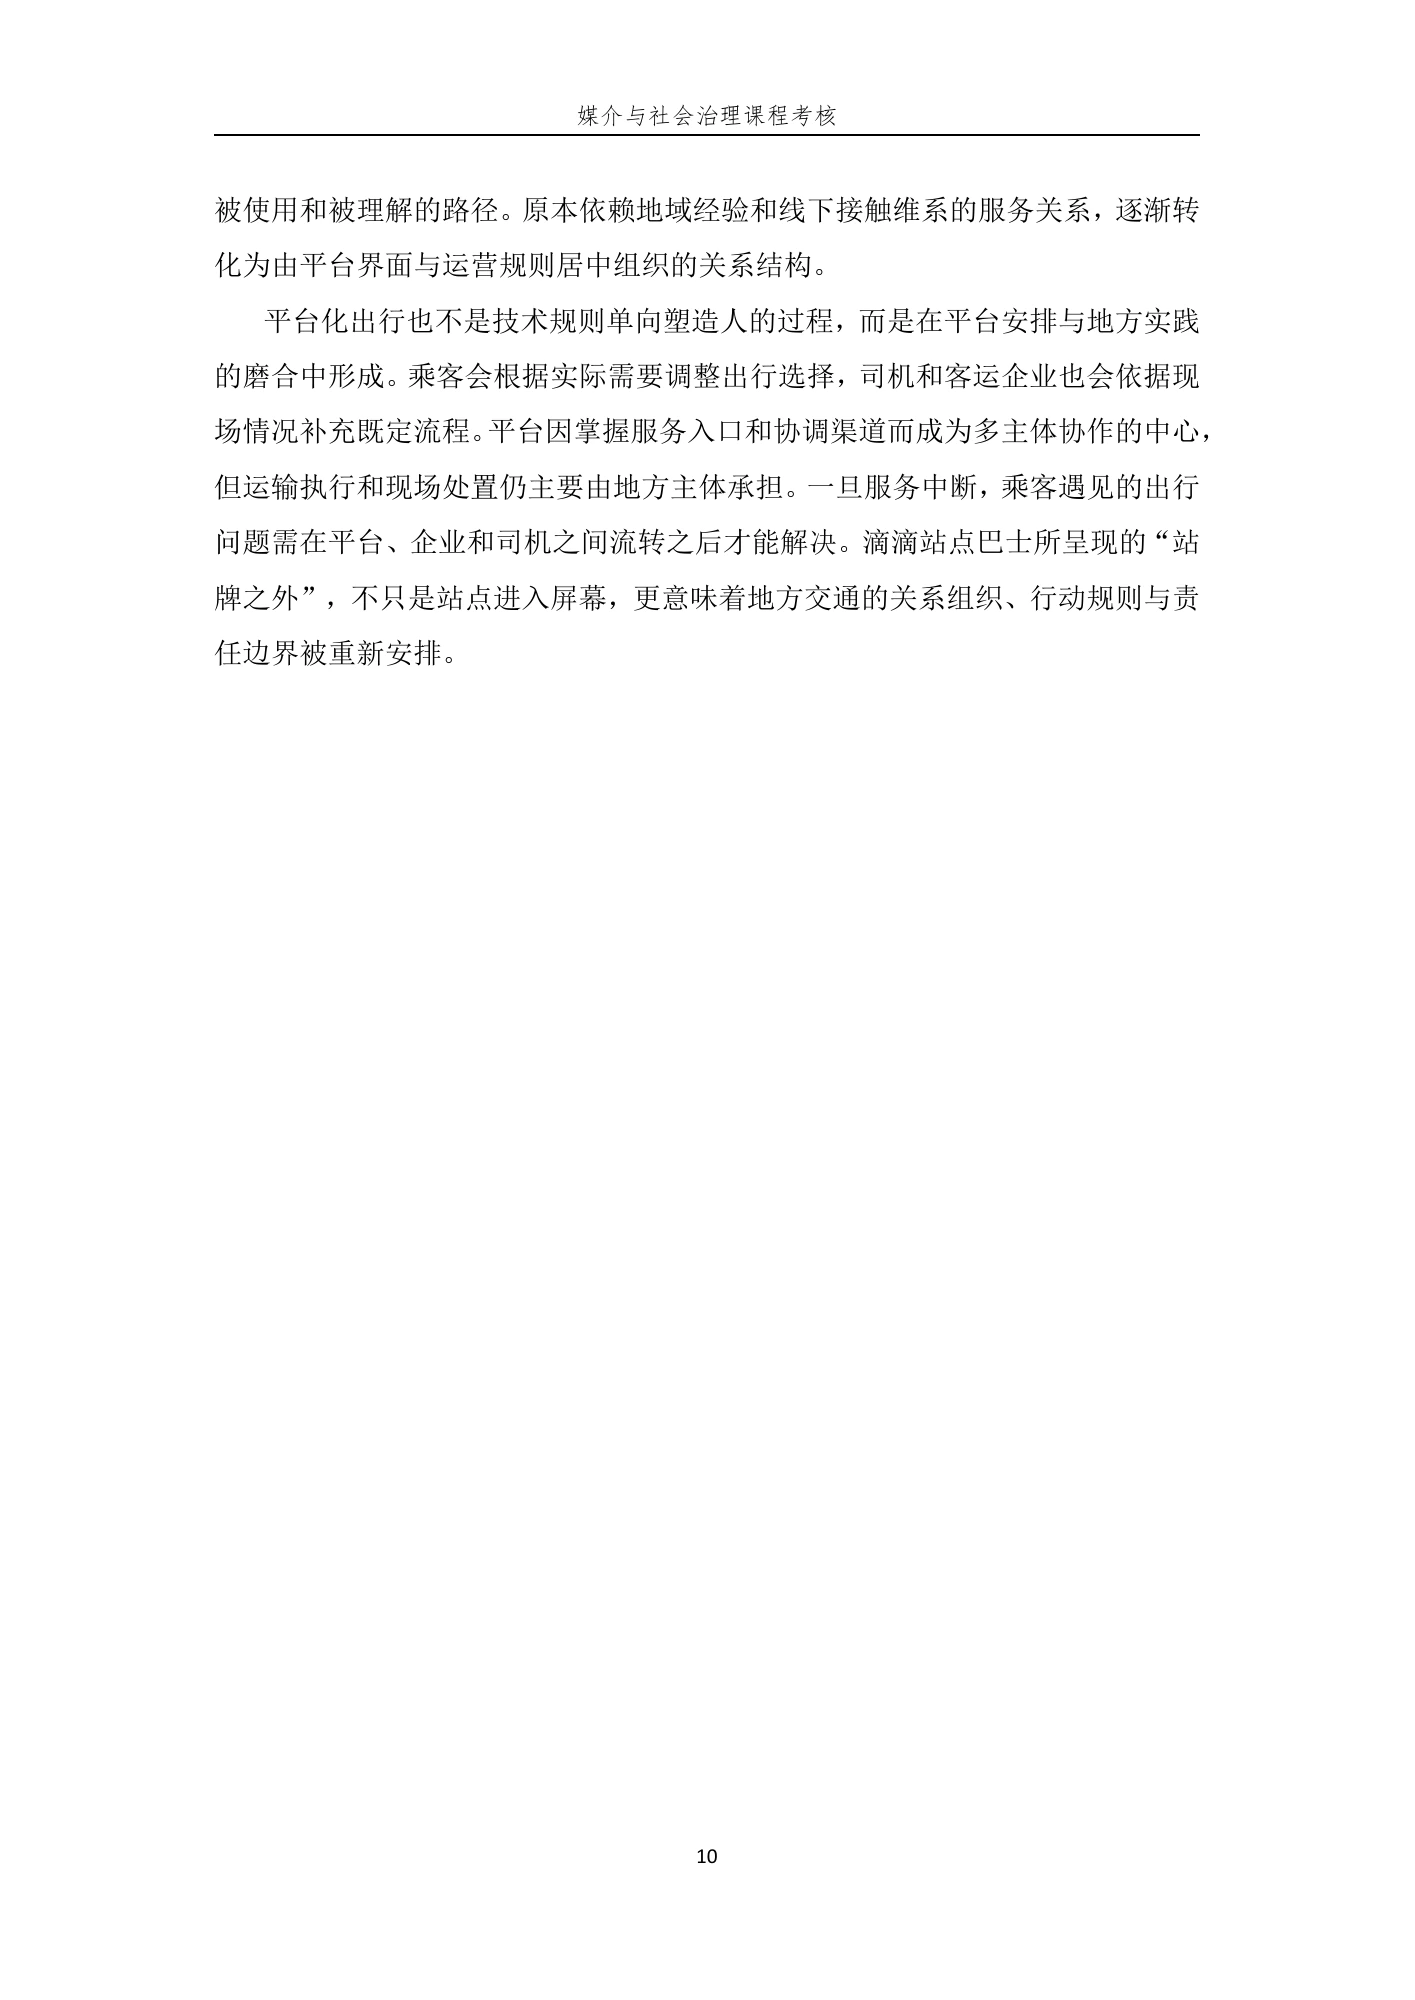 媒介与社会治理课程考核
被使用和被理解的路径。原本依赖地域经验和线下接触维系的服务关系，逐渐转
化为由平台界面与运营规则居中组织的关系结构。
平台化出行也不是技术规则单向塑造人的过程，而是在平台安排与地方实践
的磨合中形成。乘客会根据实际需要调整出行选择，司机和客运企业也会依据现
场情况补充既定流程。平台因掌握服务入口和协调渠道而成为多主体协作的中心，
但运输执行和现场处置仍主要由地方主体承担。一旦服务中断，乘客遇见的出行
问题需在平台、企业和司机之间流转之后才能解决。滴滴站点巴士所呈现的“站
牌之外”，不只是站点进入屏幕，更意味着地方交通的关系组织、行动规则与责
任边界被重新安排。
10